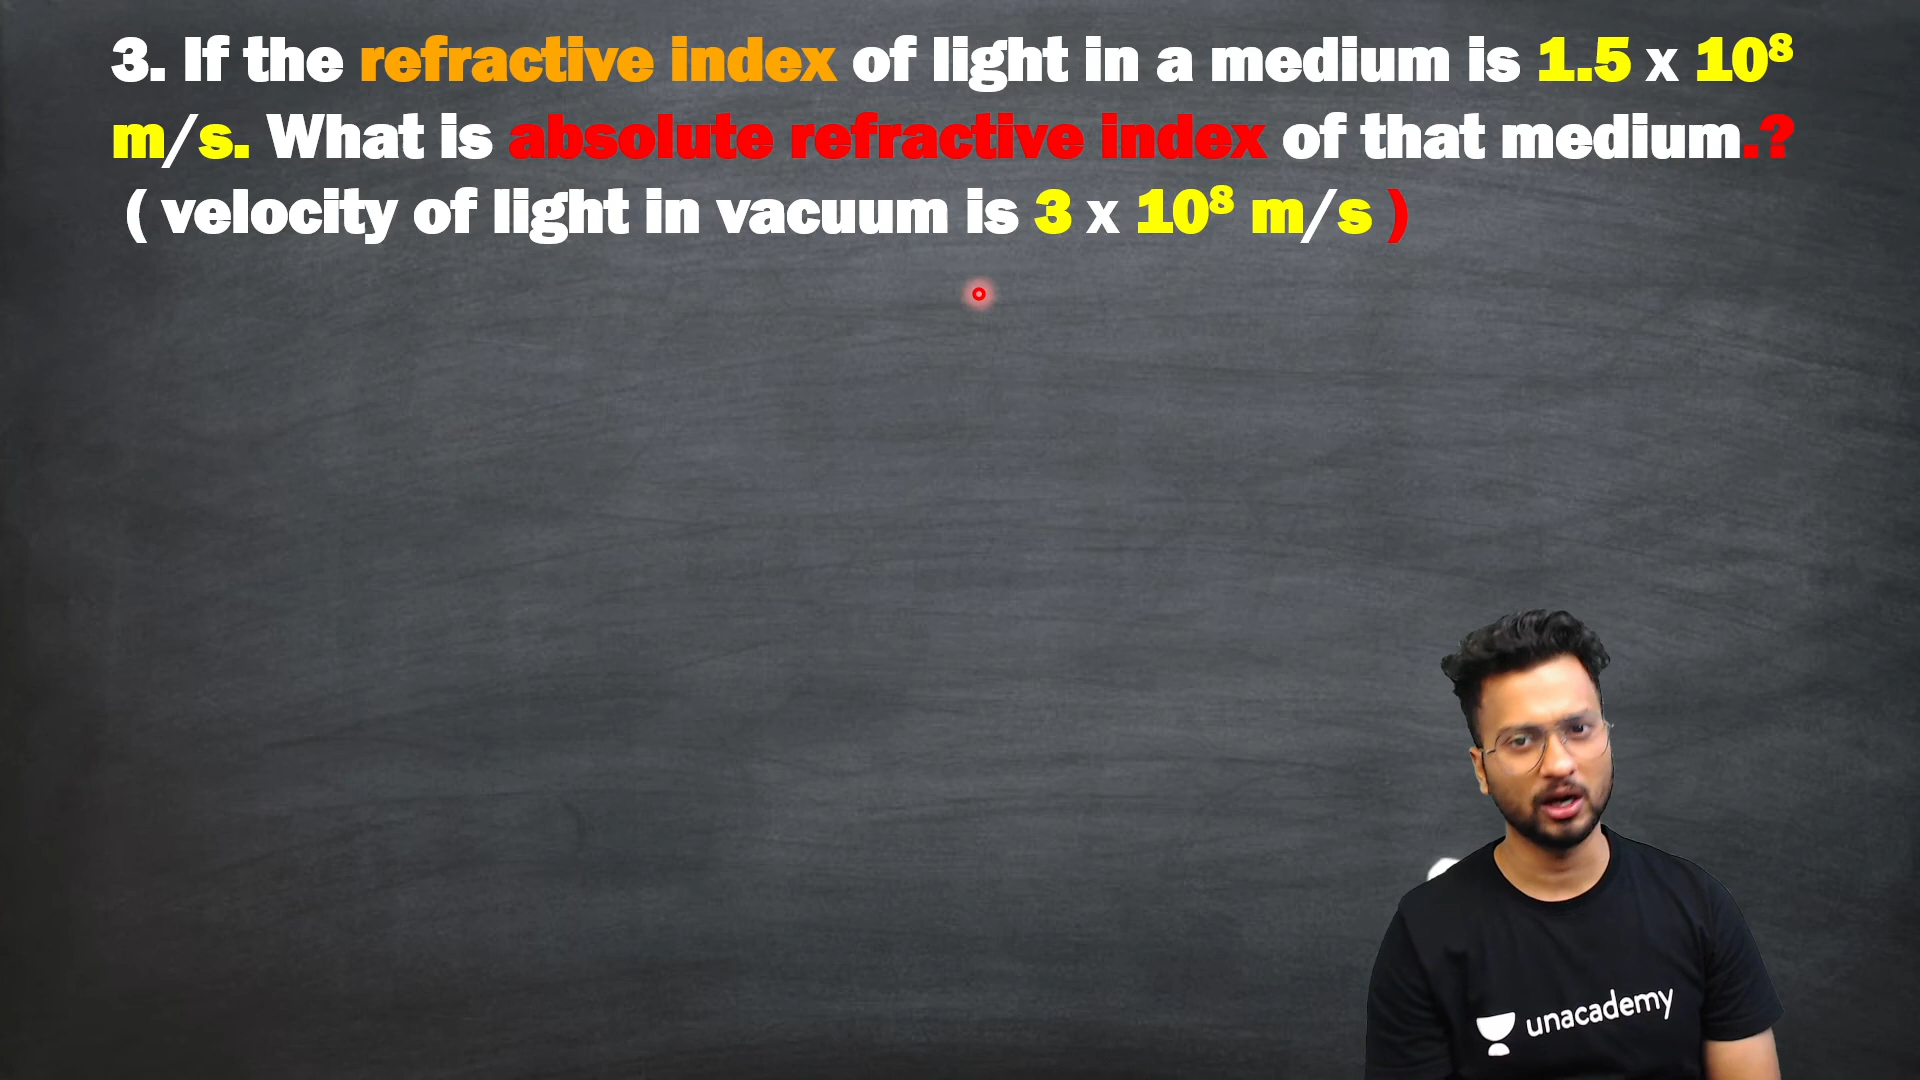 3. If the refractive index of light in a medium is 1.5 x 10⁸
m/s. What is absolute refractive index of that medium.?
( velocity of light in vacuum is 3 x 10⁸ m/s )
unacademy